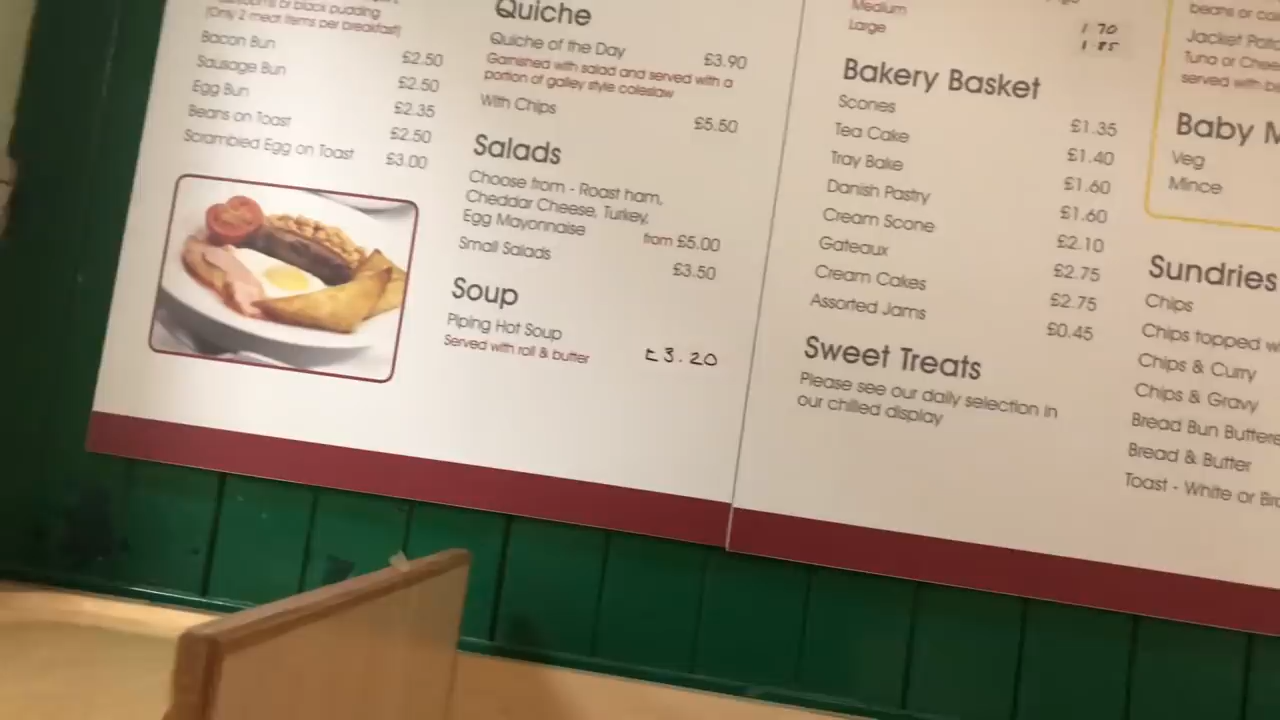 or black pudding
(Only 2 meat items per breakfast)
Bacon Bun £2.50
Sausage Bun £2.50
Egg Bun £2.35
Beans on Toast £2.50
Scrambled Egg on Toast £3.00
Quiche
Quiche of the Day £3.90
Garnished with salad and served with a
portion of galley style coleslaw
With Chips £5.50
Salads
Choose from - Roast ham,
Cheddar Cheese, Turkey,
Egg Mayonnaise from £5.00
Small Salads £3.50
Soup
Piping Hot Soup £3.20
Served with roll & butter
Medium 1 70
Large 1 85
Bakery Basket
Scones £1.35
Tea Cake £1.40
Tray Bake £1.60
Danish Pastry £1.60
Cream Scone £2.10
Gateaux £2.75
Cream Cakes £2.75
Assorted Jams £0.45
Sweet Treats
Please see our daily selection in
our chilled display
beans or
Jacket
Tuna or
served with
Baby
Veg
Mince
Sundries
Chips
Chips topped
Chips & Curry
Chips & Gravy
Bread Bun
Bread & Butter
Toast - White or